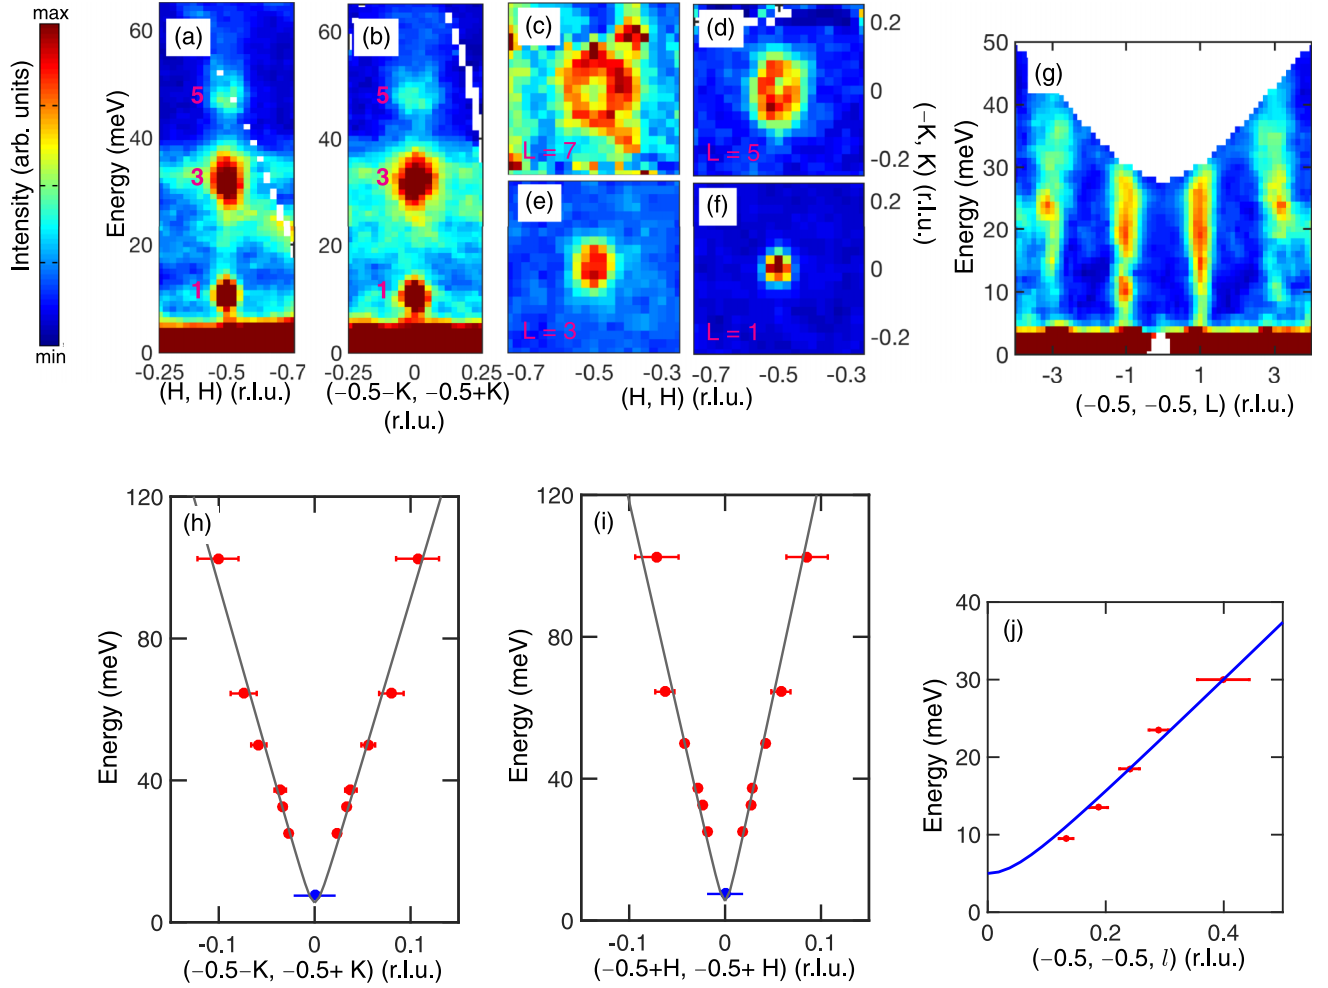 max
min
Intensity (arb. units)
(a)
5
3
1
60
40
20
0
Energy (meV)
-0.25
-0.5
-0.7
(H, H) (r.l.u.)
(b)
5
3
1
60
40
20
0
-0.25
0
0.25
(−0.5−K, −0.5+K)
(r.l.u.)
(c)
L = 7
(d)
L = 5
0.2
0
-0.2
(e)
L = 3
(f)
L = 1
0.2
0
-0.2
(−K, K) (r.l.u.)
-0.7
-0.5
-0.3
-0.7
-0.5
-0.3
(H, H) (r.l.u.)
(g)
50
40
30
20
10
0
Energy (meV)
-3
-1
1
3
(−0.5, −0.5, L) (r.l.u.)
(h)
120
80
40
0
Energy (meV)
-0.1
0
0.1
(−0.5−K, −0.5+ K) (r.l.u.)
(i)
120
80
40
0
Energy (meV)
-0.1
0
0.1
(−0.5+H, −0.5+ H) (r.l.u.)
(j)
40
30
20
10
0
Energy (meV)
0
0.2
0.4
(−0.5, −0.5, l) (r.l.u.)